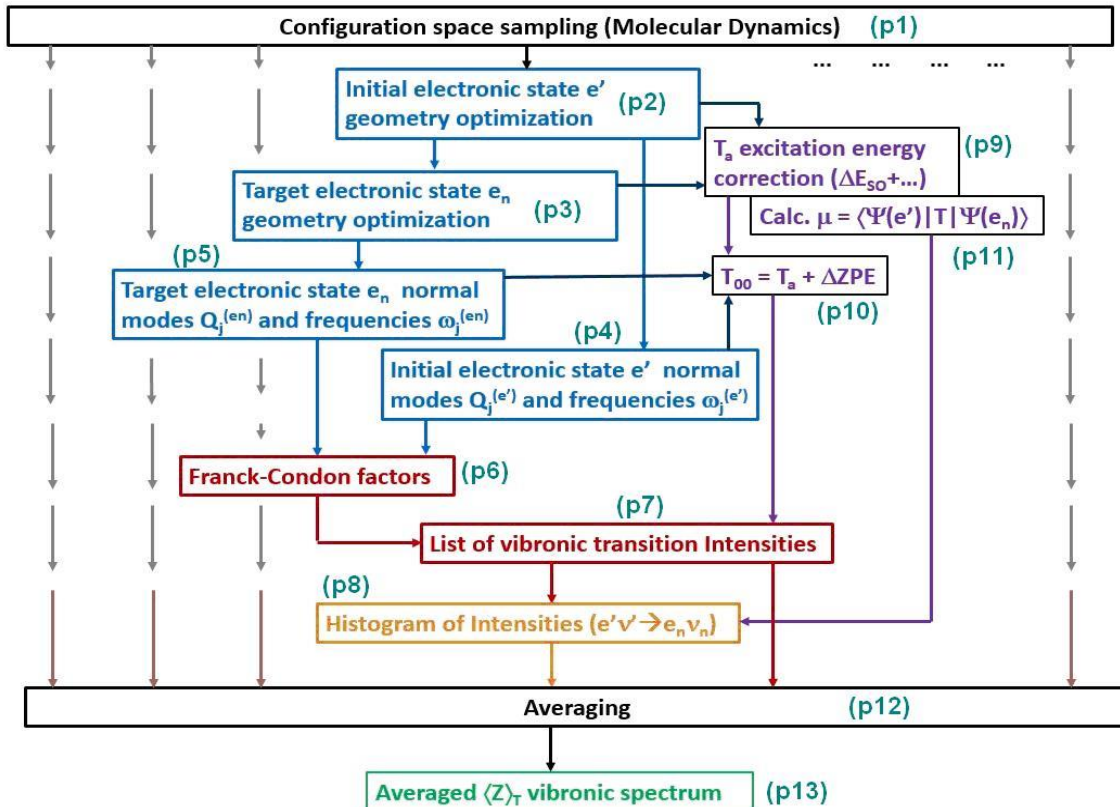 Configuration space sampling (Molecular Dynamics) (p1)
... ... ... ...
Initial electronic state e’
geometry optimization
(p2)
(p9)
Tₐ excitation energy
correction (ΔE_SO+...)
Target electronic state eₙ
geometry optimization
(p3)
Calc. μ = ⟨Ψ(e’)|T|Ψ(eₙ)⟩
(p11)
(p5)
Target electronic state eₙ normal
modes Qⱼ^(en) and frequencies ωⱼ^(en)
T₀₀ = Tₐ + ΔZPE
(p10)
(p4)
Initial electronic state e’ normal
modes Qⱼ^(e’) and frequencies ωⱼ^(e’)
Franck-Condon factors (p6)
(p7)
List of vibronic transition Intensities
(p8)
Histogram of Intensities (e’ν’→eₙνₙ)
Averaging (p12)
Averaged ⟨Z⟩_T vibronic spectrum (p13)